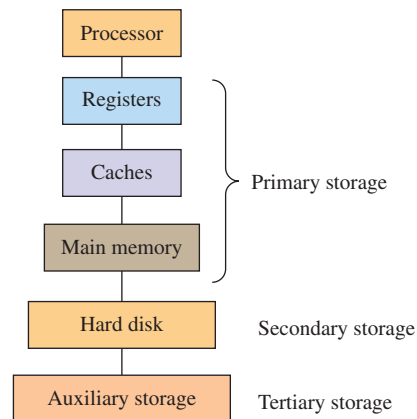 Processor
Registers
Caches
Primary storage
Main memory
Hard disk
Secondary storage
Auxiliary storage
Tertiary storage